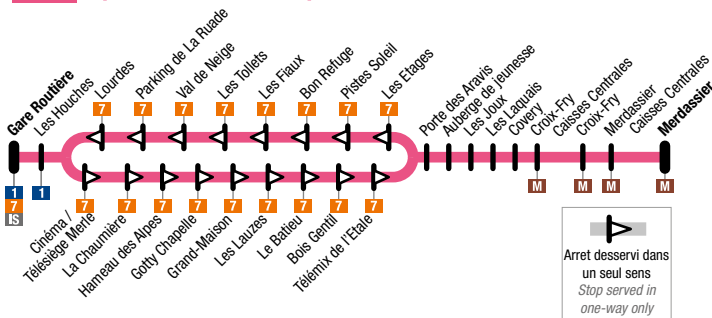 Gare Routière
Les Houches
Lourdes
Parking de La Ruade
Val de Neige
Les Tollets
Les Fiaux
Bon Refuge
Pistes Soleil
Les Etages
Porte des Aravis
Auberge de jeunesse
Les Joux
Les Laquais
Covery
Croix-Fry
Caisses Centrales
Croix-Fry
Merdassier
Caisses Centrales
Merdassier
7 7 7 7 7 7 7 7
1
7
IS
1
7 7 7 7 7 7 7 7
M M M M
Cinéma /
Télésiège Merle
La Chaumière
Hameau des Alpes
Gotty Chapelle
Grand-Maison
Les Lauzes
Le Batieu
Bois Gentil
Télémix de l'Etale
Arret desservi dans
un seul sens
Stop served in
one-way only